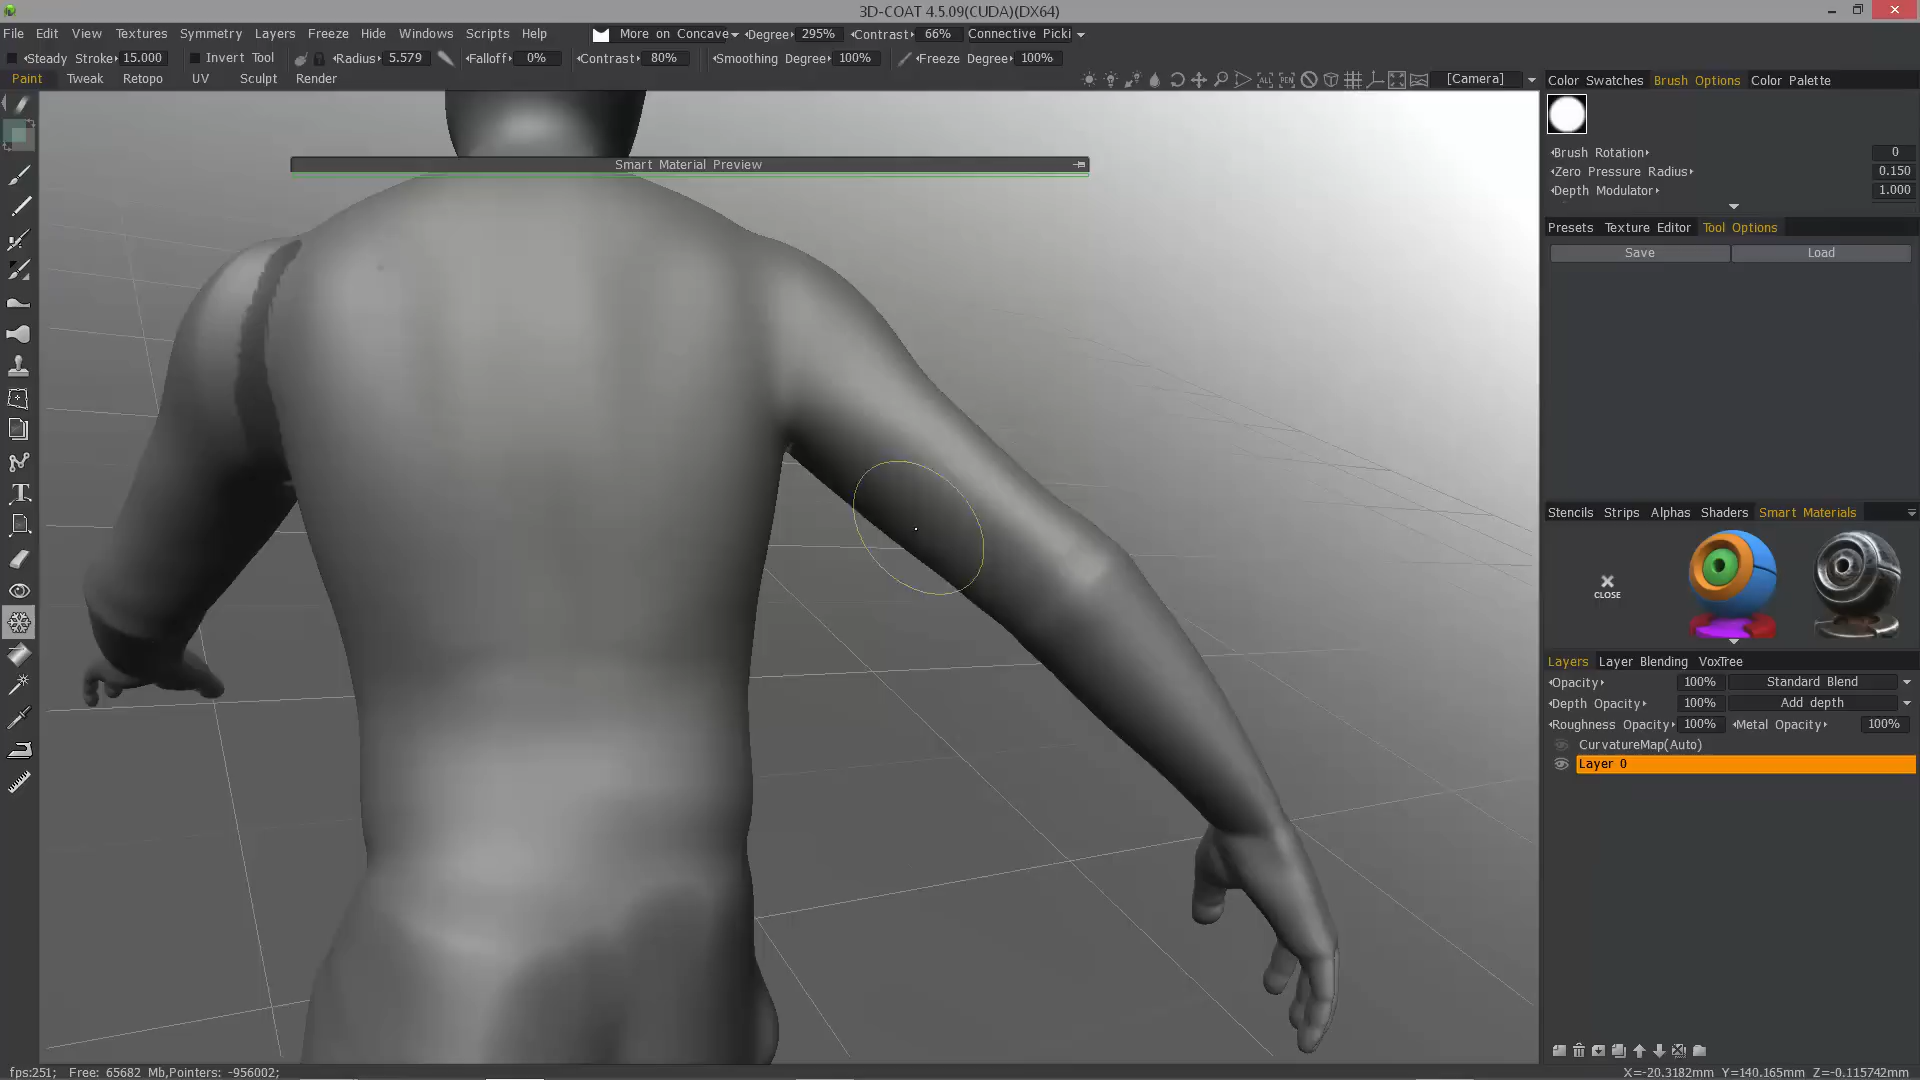 3D-COAT 4.5.09(CUDA)(DX64)
File Edit View Textures Symmetry Layers Freeze Hide Windows Scripts Help More on Concave Degree 295% Contrast 66% Connective Picki
Steady Stroke 15.000 Invert Tool Radius 5.579 Falloff 0% Contrast 80% Smoothing Degree 100% Freeze Degree 100%
Paint Tweak Retopo UV Sculpt Render
ALL PEN [Camera]
Color Swatches Brush Options Color Palette
Smart Material Preview
Brush Rotation 0
Zero Pressure Radius 0.150
Depth Modulator 1.000
Presets Texture Editor Tool Options
Save Load
Stencils Strips Alphas Shaders Smart Materials
CLOSE
Layers Layer Blending VoxTree
Opacity 100% Standard Blend
Depth Opacity 100% Add depth
Roughness Opacity 100% Metal Opacity 100%
CurvatureMap(Auto)
Layer 0
fps:251; Free: 65682 Mb,Pointers: -956002;
X=-20.3182mm Y=140.165mm Z=-0.115742mm